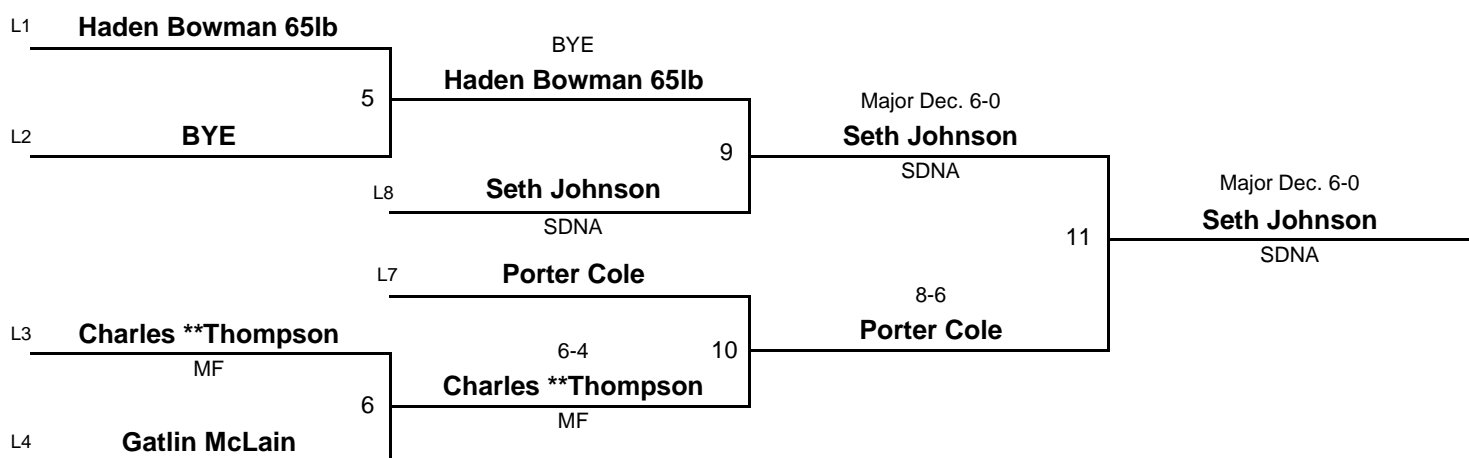 L1 Haden Bowman 65lb
BYE
Haden Bowman 65lb
5
Major Dec. 6-0
L2 BYE
Seth Johnson
9
SDNA
Major Dec. 6-0
L8 Seth Johnson
Seth Johnson
SDNA
11
SDNA
L7 Porter Cole
8-6
L3 Charles **Thompson
Porter Cole
6-4
10
MF
Charles **Thompson
6
MF
L4 Gatlin McLain